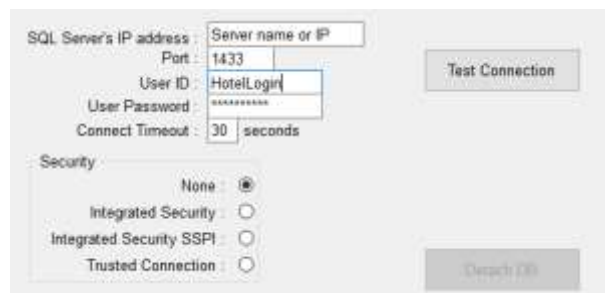 SQL Server's IP address : Server name or IP
Port : 1433
User ID : HotelLogin
User Password : **********
Connect Timeout : 30 seconds
Test Connection
Security
None :
Integrated Security :
Integrated Security SSPI :
Trusted Connection :
Detach DB